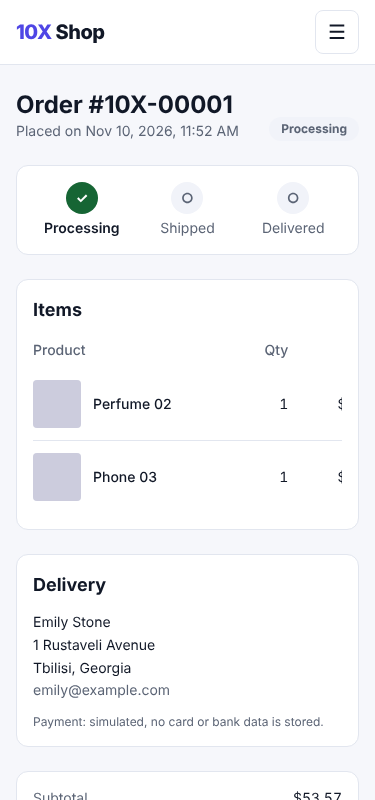 10X Shop
Order #10X-00001
Placed on Nov 10, 2026, 11:52 AM
Processing
Processing Shipped Delivered
Items
Product Qty
Perfume 02 1
Phone 03 1
Delivery
Emily Stone
1 Rustaveli Avenue
Tbilisi, Georgia
emily@example.com
Payment: simulated, no card or bank data is stored.
Subtotal $53.57